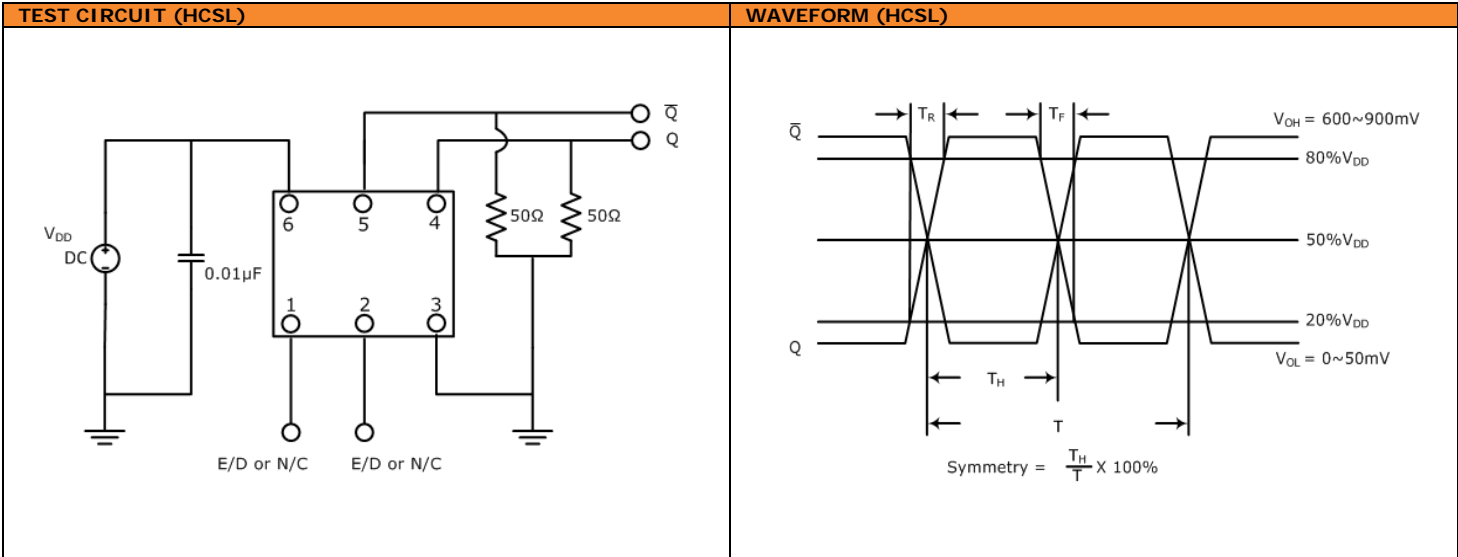 TEST CIRCUIT (HCSL)
Q
Q
6
5
4
50Ω
50Ω
VDD
DC
0.01µF
1
2
3
E/D or N/C
E/D or N/C
WAVEFORM (HCSL)
TR
TF
VOH = 600~900mV
Q
80%VDD
50%VDD
20%VDD
Q
VOL = 0~50mV
TH
T
Symmetry = TH/T X 100%